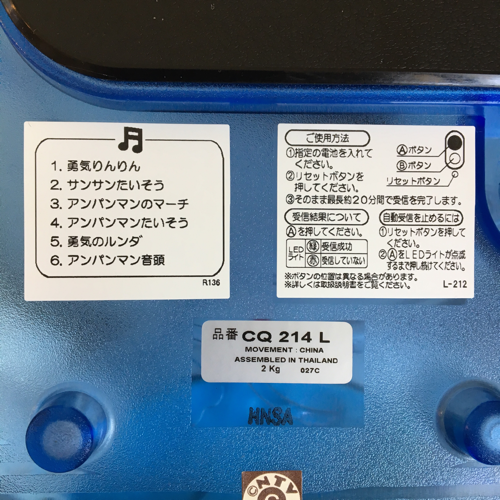 1. 勇気りんりん
2. サンサンたいそう
3. アンパンマンのマーチ
4. アンパンマンたいそう
5. 勇気のルンダ
6. アンパンマン音頭
R136
ご使用方法
①指定の電池を入れて
ください。
②リセットボタンを
押してください。
③そのまま最長約20分間で受信を完了します。
Ⓐボタン
Ⓑボタン
リセットボタン
受信結果について
Ⓐを押してください。
LED
ライト
緑 受信成功
赤 受信していない
自動受信を止めるには
①リセットボタンを押して
ください。
②ⒶをLEDライトが点滅
するまで押し続けてください。
※ボタンの位置は異なる場合があります。
※詳しくは取扱説明書をご覧ください。
L-212
品番 CQ 214 L
MOVEMENT : CHINA
ASSEMBLED IN THAILAND
2 Kg 027C
HNSA
©NTV